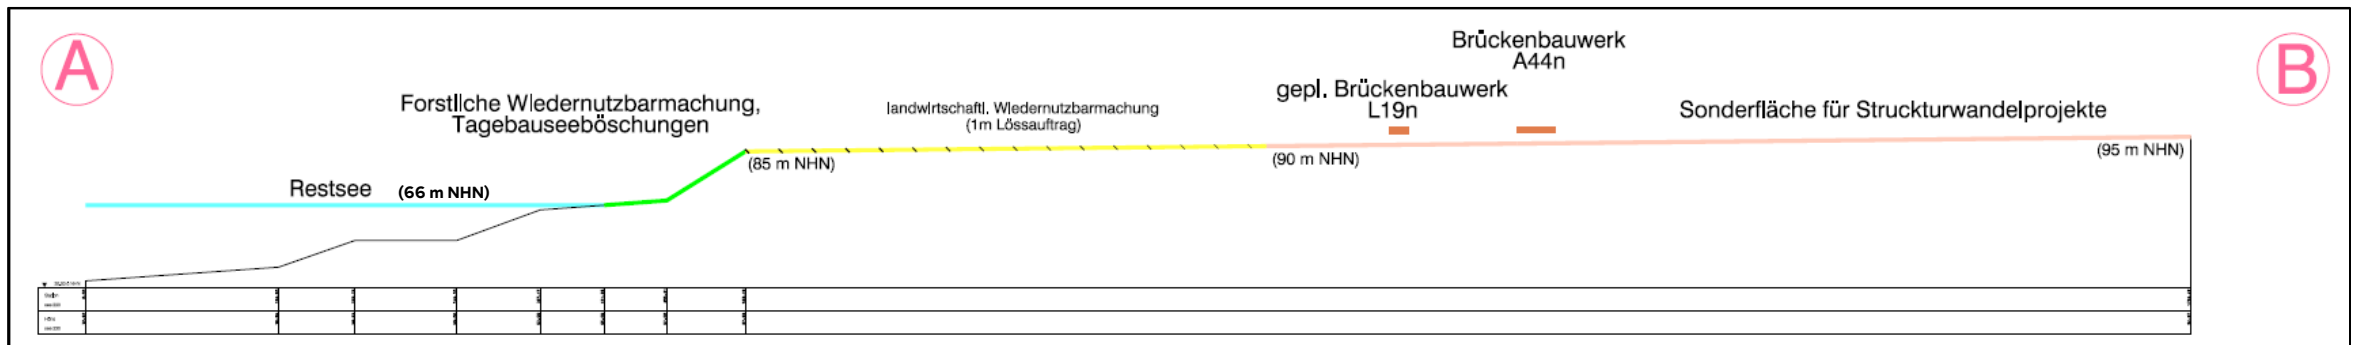 A
B
Brückenbauwerk
A44n
gepl. Brückenbauwerk
L19n
Forstliche Wiedernutzbarmachung,
Tagebauseeböschungen
landwirtschaftl. Wiedernutzbarmachung
(1m Lössauftrag)
Sonderfläche für Struckturwandelprojekte
(85 m NHN)
(90 m NHN)
(95 m NHN)
Restsee (66 m NHN)